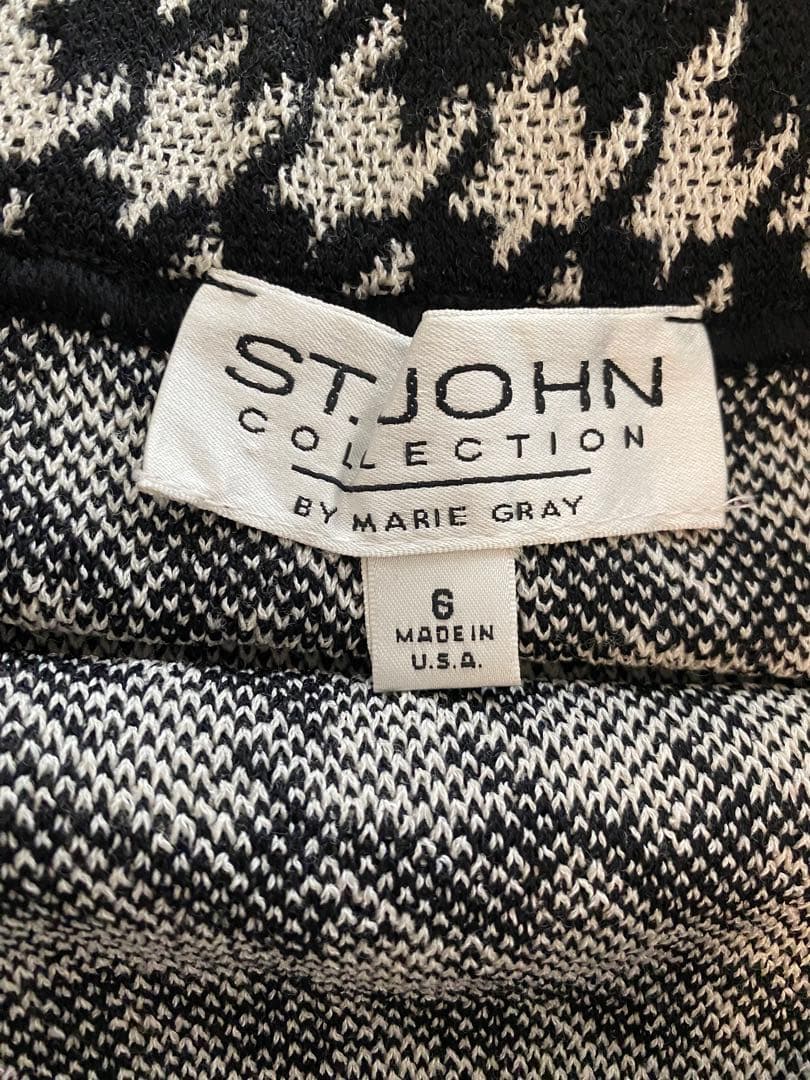 ST. JOHN
COLLECTION
BY MARIE GRAY
6
MADE IN
U.S.A.